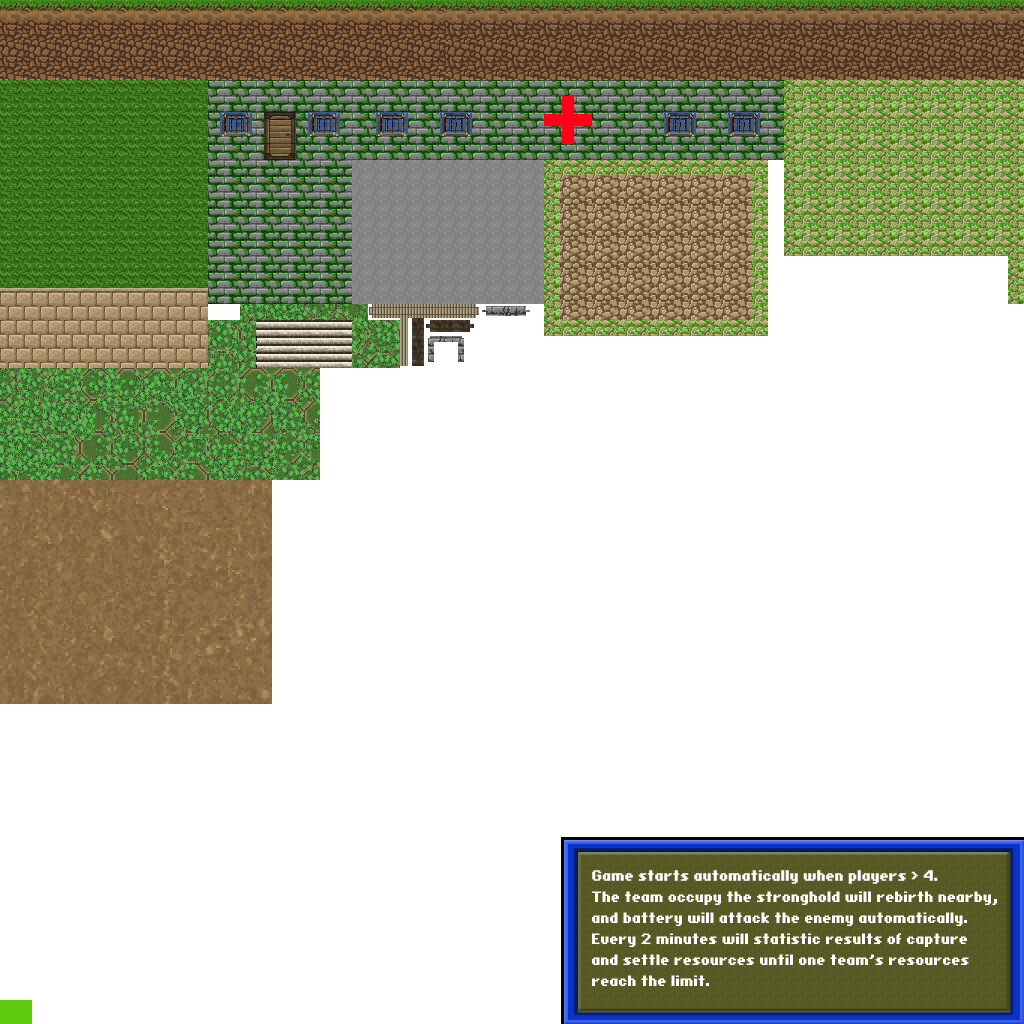 Game starts automatically when players > 4.
The team occupy the stronghold will rebirth nearby,
and battery will attack the enemy automatically.
Every 2 minutes will statistic results of capture
and settle resources until one team's resources
reach the limit.